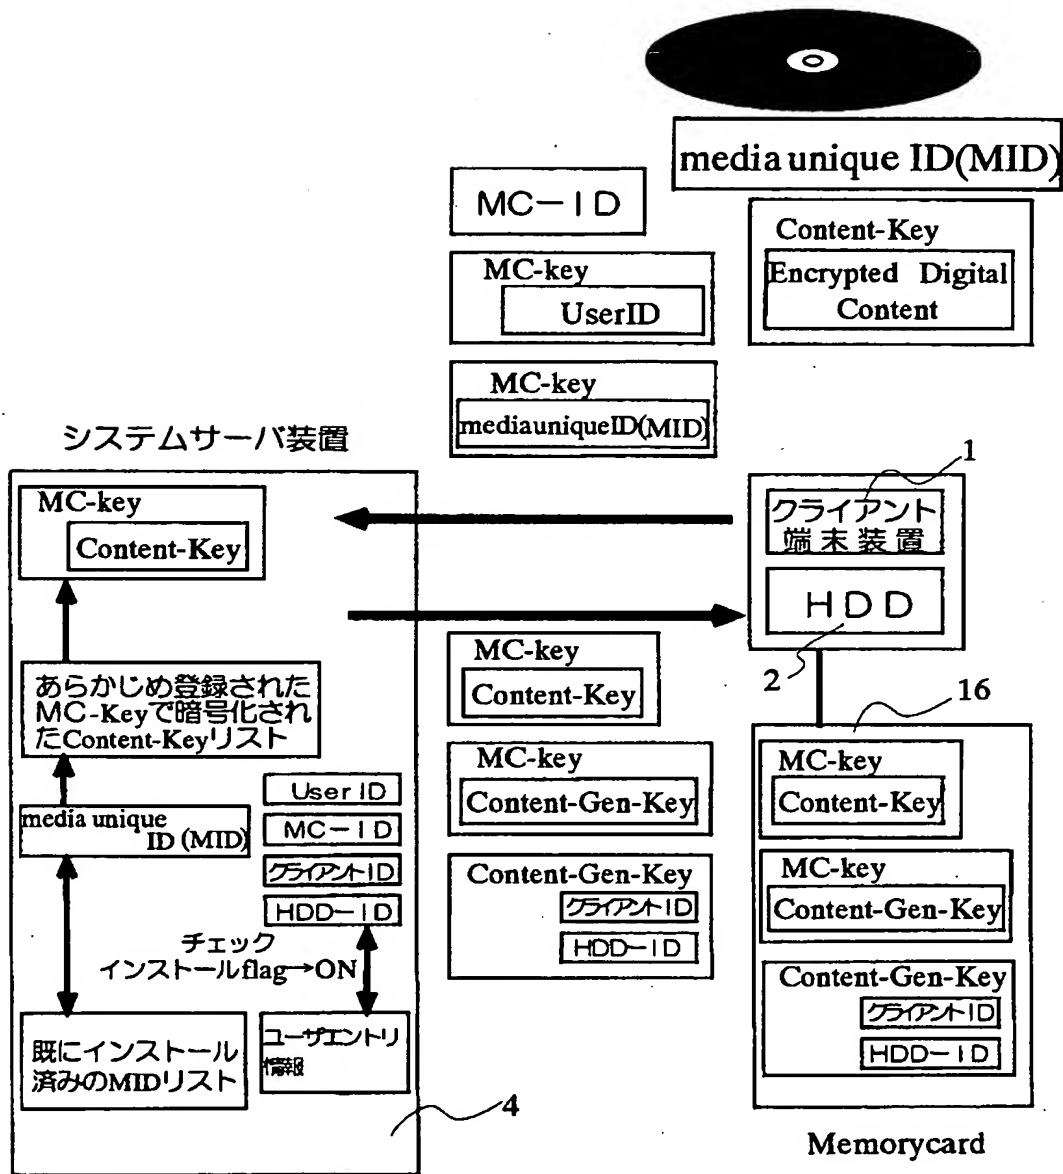 media unique ID(MID)
MC-ID
Content-Key
Encrypted Digital
Content
MC-key
UserID
MC-key
mediauniqueID(MID)
システムサーバ装置
MC-key
Content-Key
1
クライアント
端末装置
HDD
2
あらかじめ登録された
MC-Keyで暗号化され
たContent-Keyリスト
media unique
ID (MID)
User ID
MC-ID
クライアントID
HDD-ID
チェック
インストールflag→ON
既にインストール
済みのMIDリスト
ユーザエントリ
情報
4
MC-key
Content-Key
MC-key
Content-Gen-Key
Content-Gen-Key
クライアントID
HDD-ID
16
MC-key
Content-Key
MC-key
Content-Gen-Key
Content-Gen-Key
クライアントID
HDD-ID
Memorycard